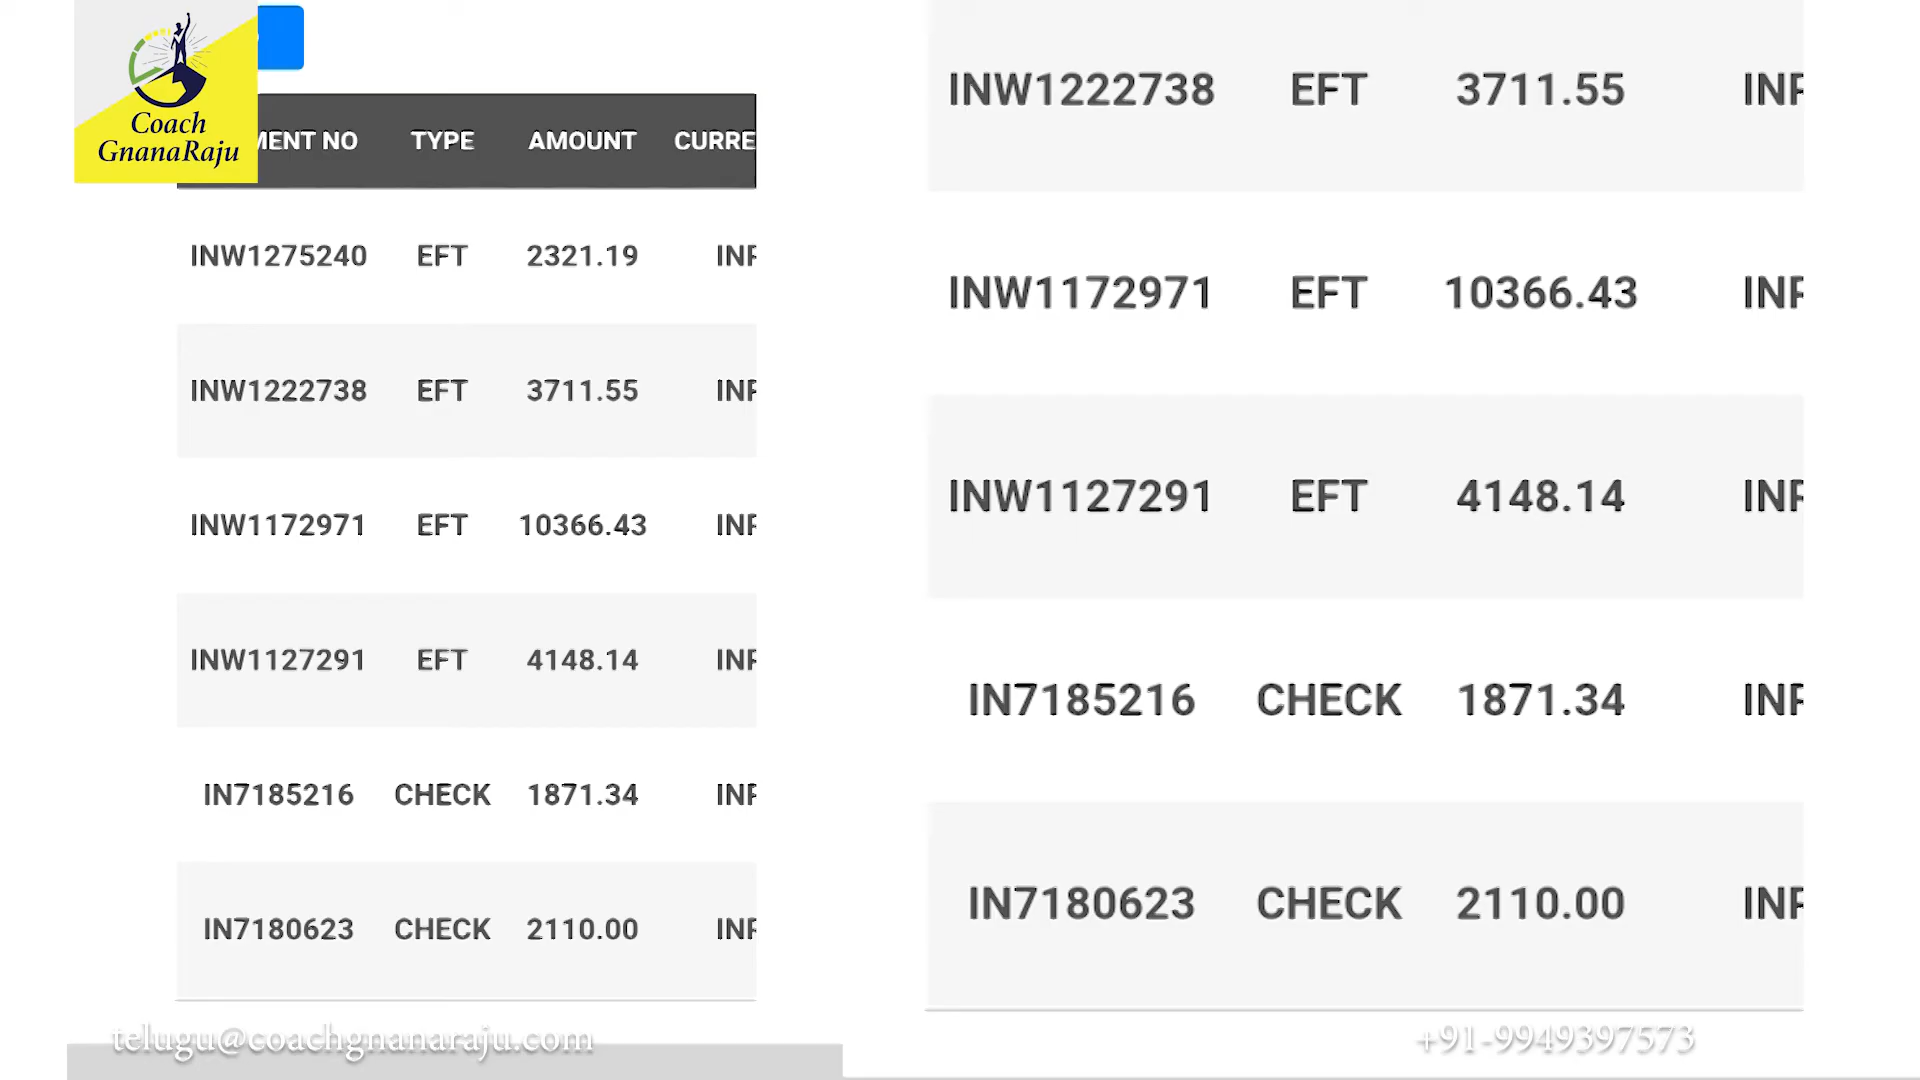 Coach
GnanaRaju
MENT NO TYPE AMOUNT CURRE
INW1275240 EFT 2321.19 INR
INW1222738 EFT 3711.55 INR
INW1172971 EFT 10366.43 INR
INW1127291 EFT 4148.14 INR
IN7185216 CHECK 1871.34 INR
IN7180623 CHECK 2110.00 INR
INW1222738 EFT 3711.55 INR
INW1172971 EFT 10366.43 INR
INW1127291 EFT 4148.14 INR
IN7185216 CHECK 1871.34 INR
IN7180623 CHECK 2110.00 INR
telugu@coachgnanaraju.com
+91-9949397573